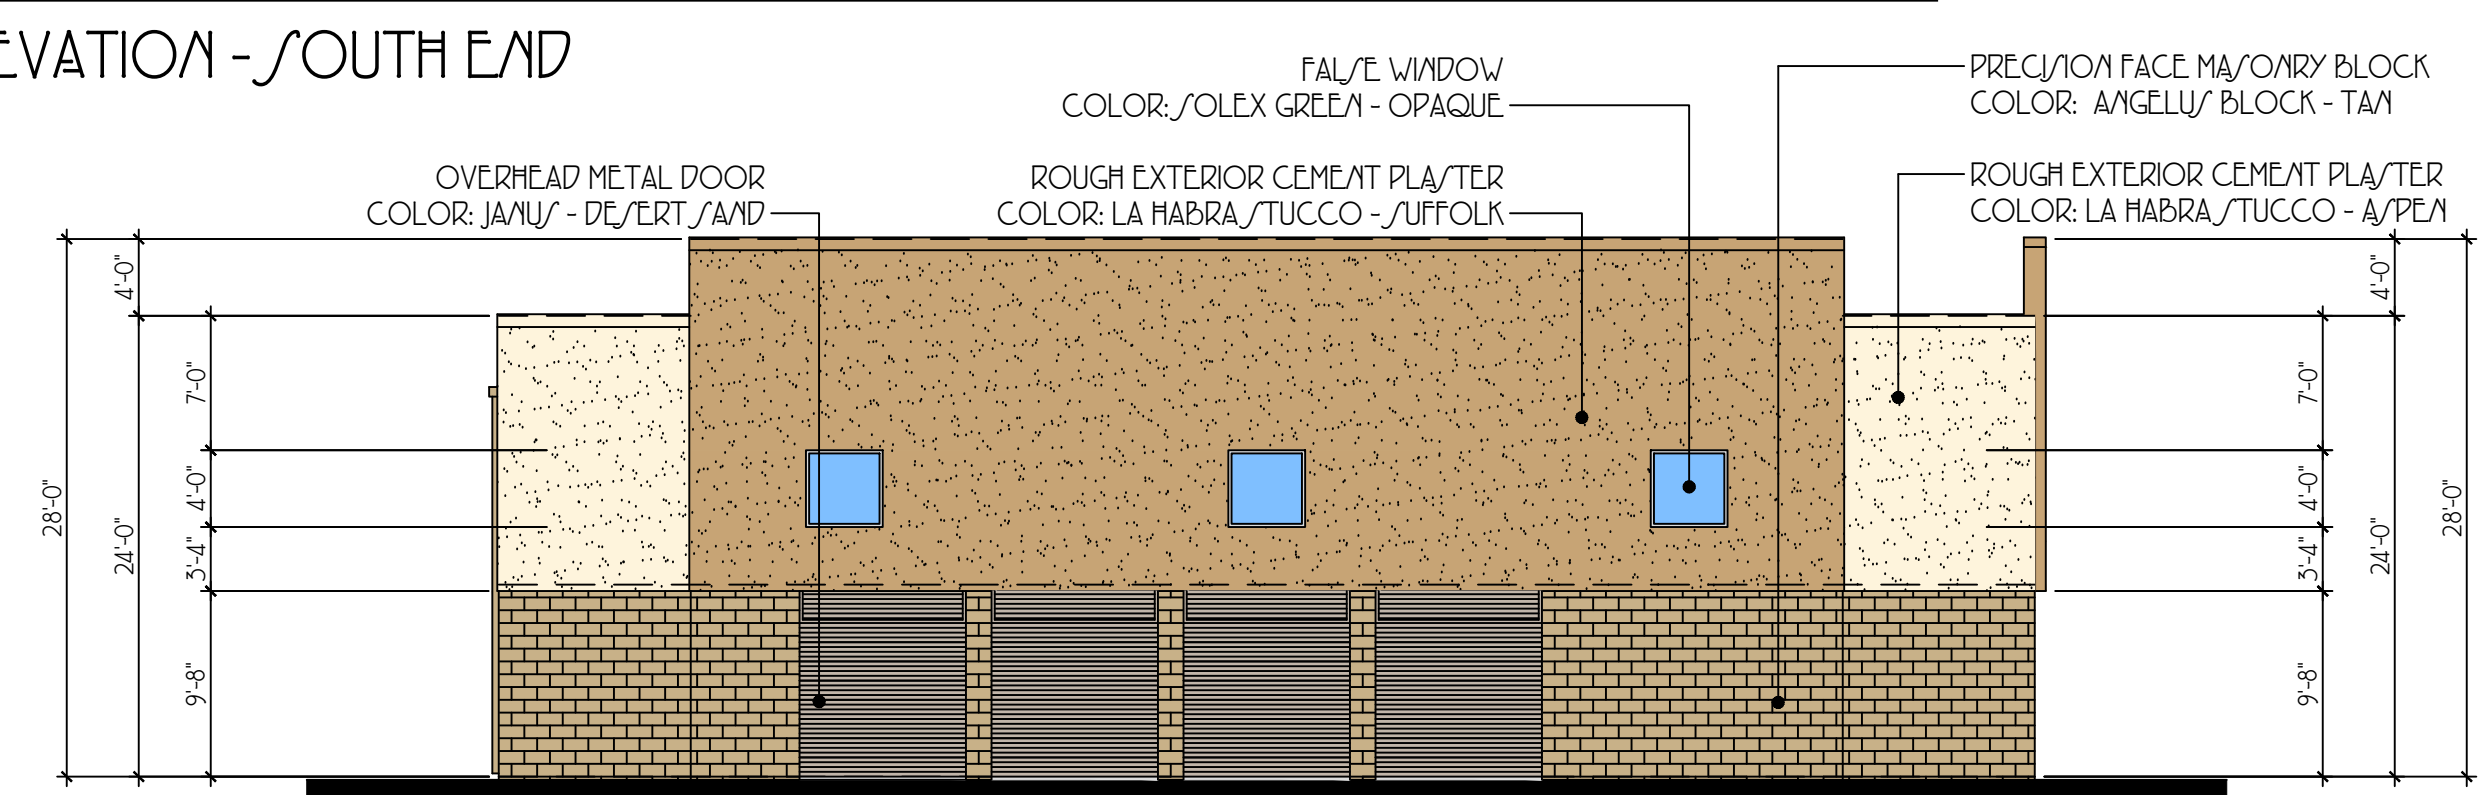 EVATION - SOUTH END
FALSE WINDOW
COLOR: SOLEX GREEN - OPAQUE
PRECISION FACE MASONRY BLOCK
COLOR: ANGELUS BLOCK - TAN
OVERHEAD METAL DOOR
COLOR: JANUS - DESERT SAND
ROUGH EXTERIOR CEMENT PLASTER
COLOR: LA HABRA STUCCO - SUFFOLK
ROUGH EXTERIOR CEMENT PLASTER
COLOR: LA HABRA STUCCO - ASPEN
28'-0"
4'-0"
24'-0"
7'-0"
4'-0"
3'-4"
9'-8"
7'-0"
4'-0"
3'-4"
9'-8"
4'-0"
24'-0"
28'-0"